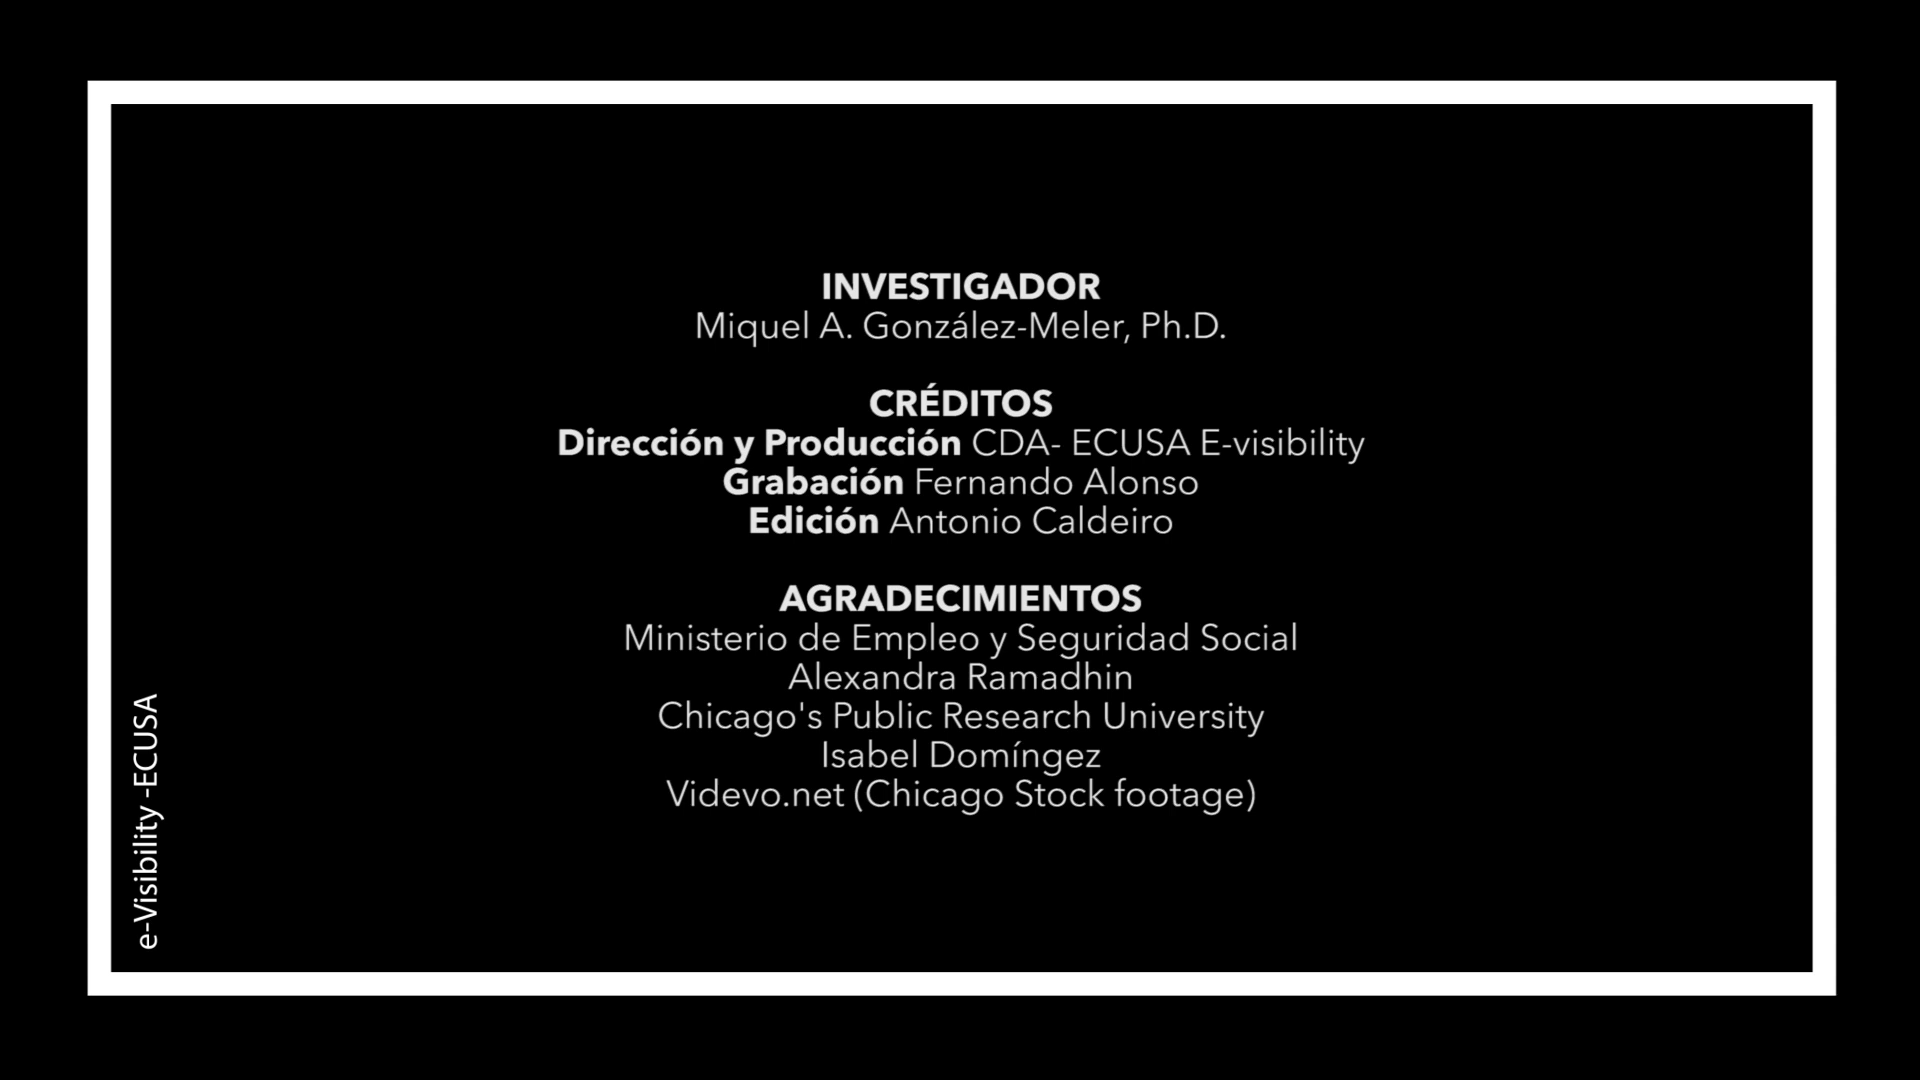 INVESTIGADOR
Miquel A. González-Meler, Ph.D.
CRÉDITOS
Dirección y Producción CDA- ECUSA E-visibility
Grabación Fernando Alonso
Edición Antonio Caldeiro
AGRADECIMIENTOS
Ministerio de Empleo y Seguridad Social
Alexandra Ramadhin
Chicago's Public Research University
Isabel Domíngez
Videvo.net (Chicago Stock footage)
e-Visibility -ECUSA